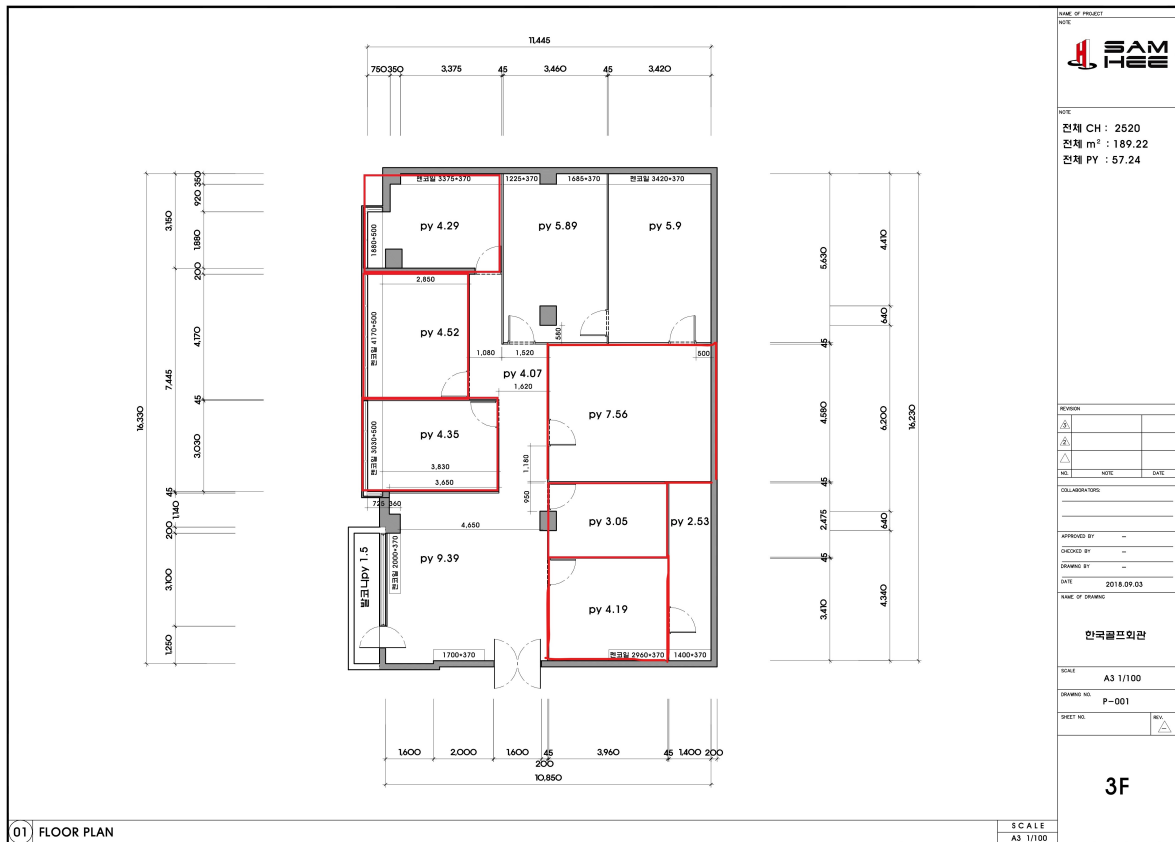 NAME OF PROJECT
NOTE
SAM
HEE
NOTE
전체 CH : 2520
전체 m² : 189.22
전체 PY : 57.24
REVISION
3
2
NO.
NOTE
DATE
COLLABORATORS:
APPROVED BY –
CHECKED BY –
DRAWING BY –
DATE 2018.09.03
NAME OF DRAWING
한국골프회관
SCALE
A3 1/100
DRAWING NO.
P-001
SHEET NO.
REV.
3F
11,445
750
350
3,375
45
3,460
45
3,420
팬코일 3375*370
1225*370
1685*370
팬코일 3420*370
py 4.29
py 5.89
py 5.9
1880*500
2,850
팬코일 4170*500
py 4.52
580
1,080
1,520
500
py 4.07
1,620
py 7.56
py 4.35
팬코일 3030*500
3,830
3,650
1,180
950
725
360
4,650
py 3.05
py 2.53
py 9.39
팬코일 2000*370
발코니py 1.5
py 4.19
1700*370
팬코일 2960*370
1400*370
16,330
3,150
7,445
350
920
1,880
200
4,170
45
3,030
45
1,140
200
3,100
1,250
5,630
45
4,580
45
2,475
45
3,410
4,410
640
6,200
640
4,340
16,230
1,600
2,000
1,600
45
200
3,960
45
1,400
200
10,850
01 FLOOR PLAN
SCALE
A3 1/100